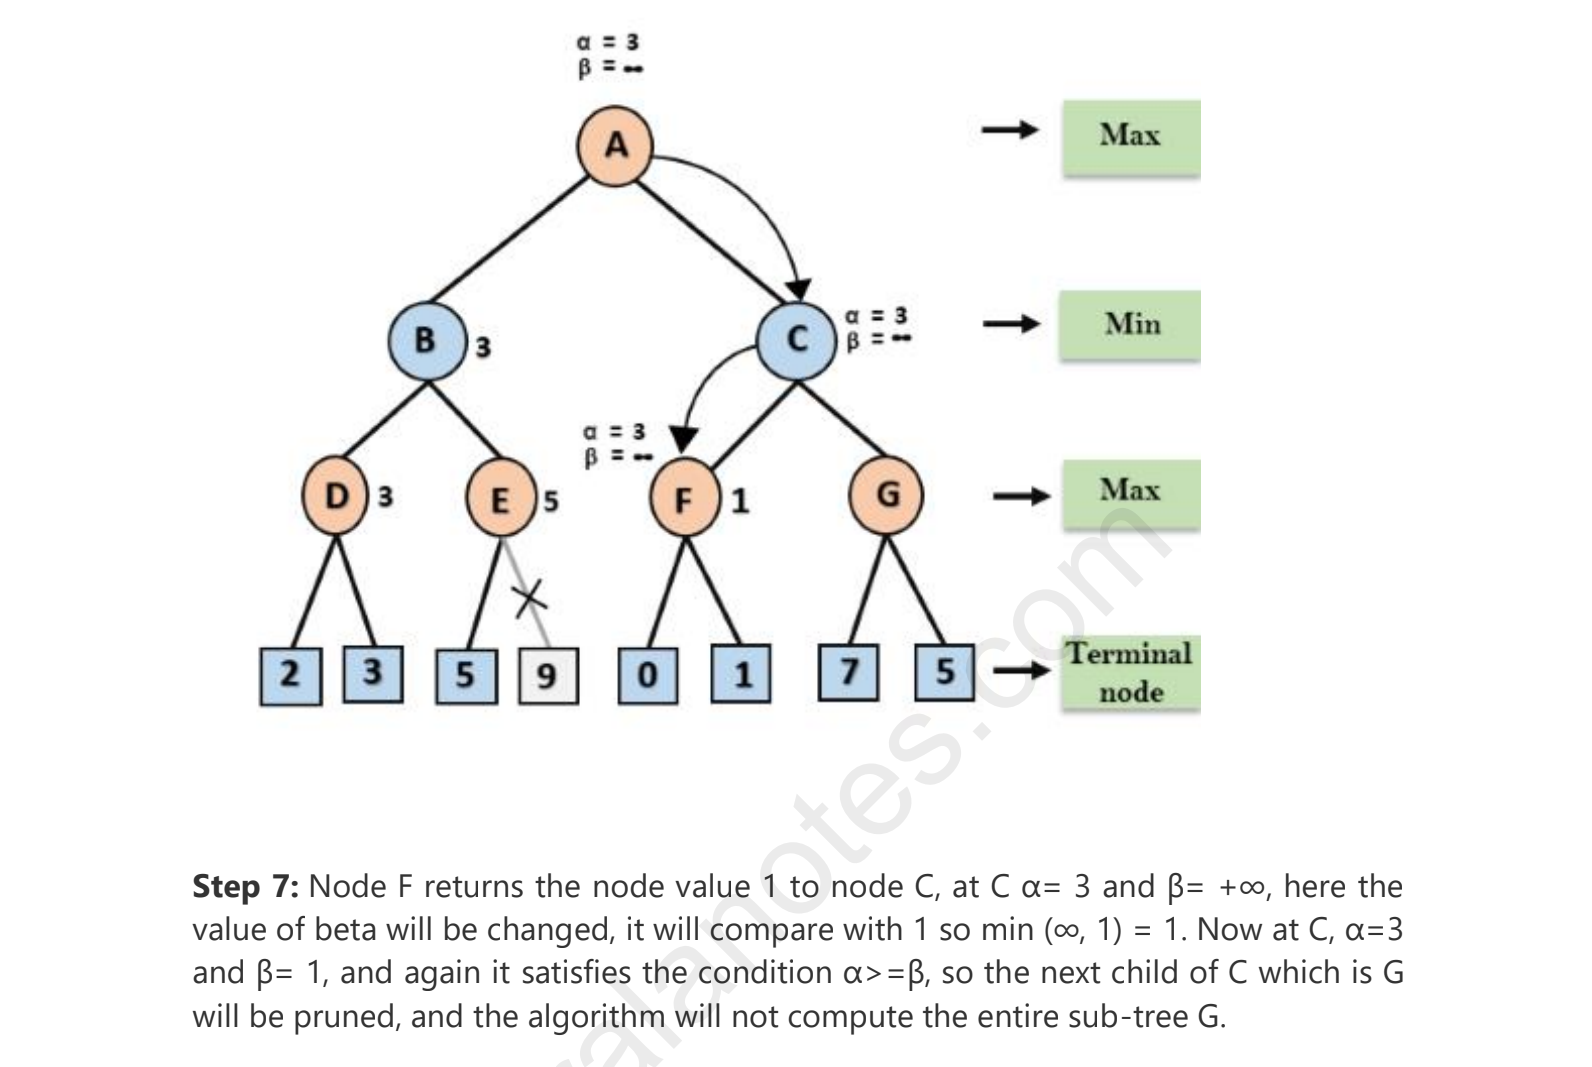 α = 3
β = ∞
A
Max
B 3
C
α = 3
β = ∞
Min
α = 3
β = ∞
D 3
E 5
F 1
G
Max
2 3 5 9 0 1 7 5
Terminal
node
Step 7: Node F returns the node value 1 to node C, at C α= 3 and β= +∞, here the
value of beta will be changed, it will compare with 1 so min (∞, 1) = 1. Now at C, α=3
and β= 1, and again it satisfies the condition α>=β, so the next child of C which is G
will be pruned, and the algorithm will not compute the entire sub-tree G.
alanotes.com